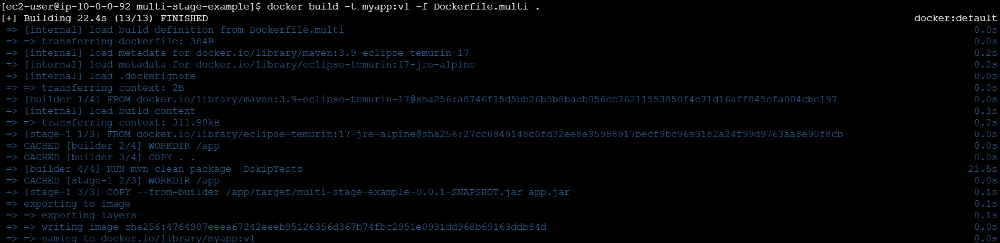 [ec2-user@ip-10-0-0-92 multi-stage-example]$ docker build -t myapp:v1 -f Dockerfile.multi .
[+] Building 22.4s (13/13) FINISHED docker:default
=> [internal] load build definition from Dockerfile.multi 0.0s
=> => transferring dockerfile: 384B 0.0s
=> [internal] load metadata for docker.io/library/maven:3.9-eclipse-temurin-17 0.2s
=> [internal] load metadata for docker.io/library/eclipse-temurin:17-jre-alpine 0.2s
=> [internal] load .dockerignore 0.0s
=> => transferring context: 2B 0.0s
=> [builder 1/4] FROM docker.io/library/maven:3.9-eclipse-temurin-17@sha256:a8746f15d5bb26b5b8bacb056cc76211553850f4c71d16aff845cfa004cbc197 0.0s
=> [internal] load build context 0.3s
=> => transferring context: 311.90kB 0.2s
=> [stage-1 1/3] FROM docker.io/library/eclipse-temurin:17-jre-alpine@sha256:27cc0849148c0fd32ee8e95988917becf9bc96a3182a24f99d9763aa8e90f8cb 0.0s
=> CACHED [builder 2/4] WORKDIR /app 0.0s
=> CACHED [builder 3/4] COPY . . 0.0s
=> [builder 4/4] RUN mvn clean package -DskipTests 21.5s
=> CACHED [stage-1 2/3] WORKDIR /app 0.0s
=> [stage-1 3/3] COPY --from=builder /app/target/multi-stage-example-0.0.1-SNAPSHOT.jar app.jar 0.1s
=> exporting to image 0.1s
=> => exporting layers 0.1s
=> => writing image sha256:4764907eeea67242eeeb95126356d367b74fbc2951e0931dd968b69163ddb84d 0.0s
=> => naming to docker.io/library/myapp:v1 0.0s